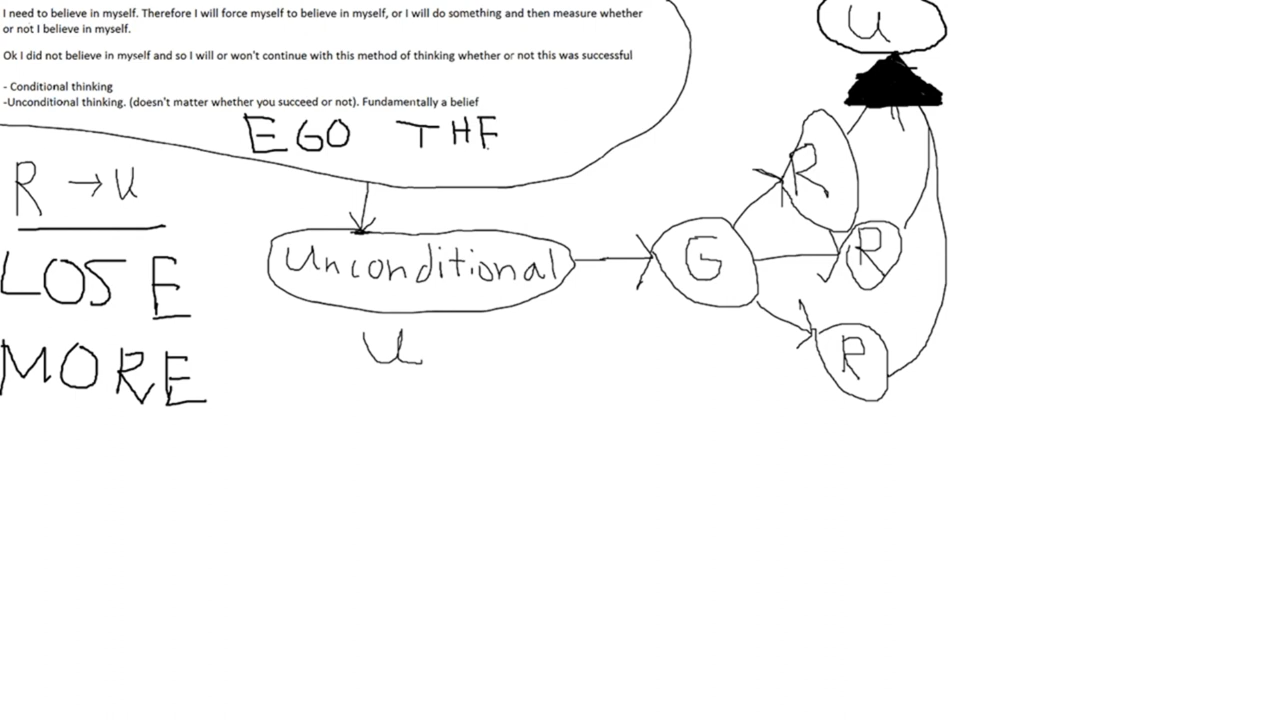 I need to believe in myself. Therefore I will force myself to believe in myself, or I will do something and then measure whether
or not I believe in myself.
Ok I did not believe in myself and so I will or won't continue with this method of thinking whether or not this was successful
- Conditional thinking
-Unconditional thinking. (doesn't matter whether you succeed or not). Fundamentally a belief
EGO THF
R → U
LOSE
MORE
Unconditional
U
G
R
R
R
U